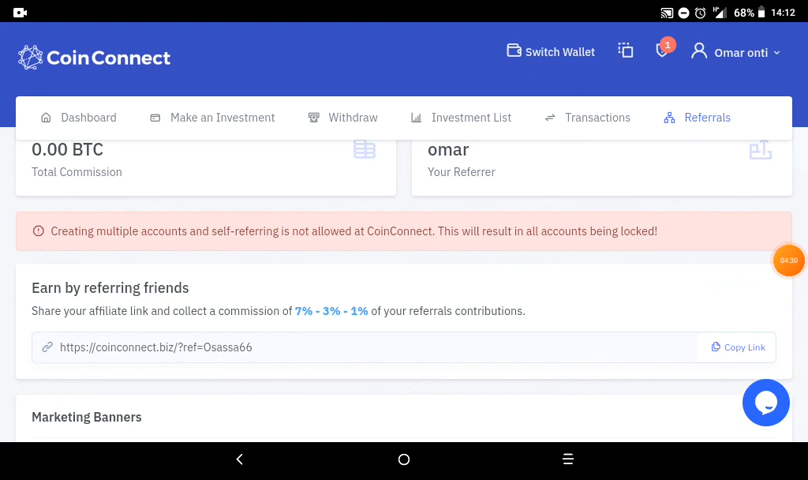 68% 14:12
CoinConnect
Switch Wallet
1
Omar onti
Dashboard
Make an Investment
Withdraw
Investment List
Transactions
Referrals
0.00 BTC
Total Commission
omar
Your Referrer
Creating multiple accounts and self-referring is not allowed at CoinConnect. This will result in all accounts being locked!
04:30
Earn by referring friends
Share your affiliate link and collect a commission of 7% - 3% - 1% of your referrals contributions.
https://coinconnect.biz/?ref=Osassa66
Copy Link
Marketing Banners